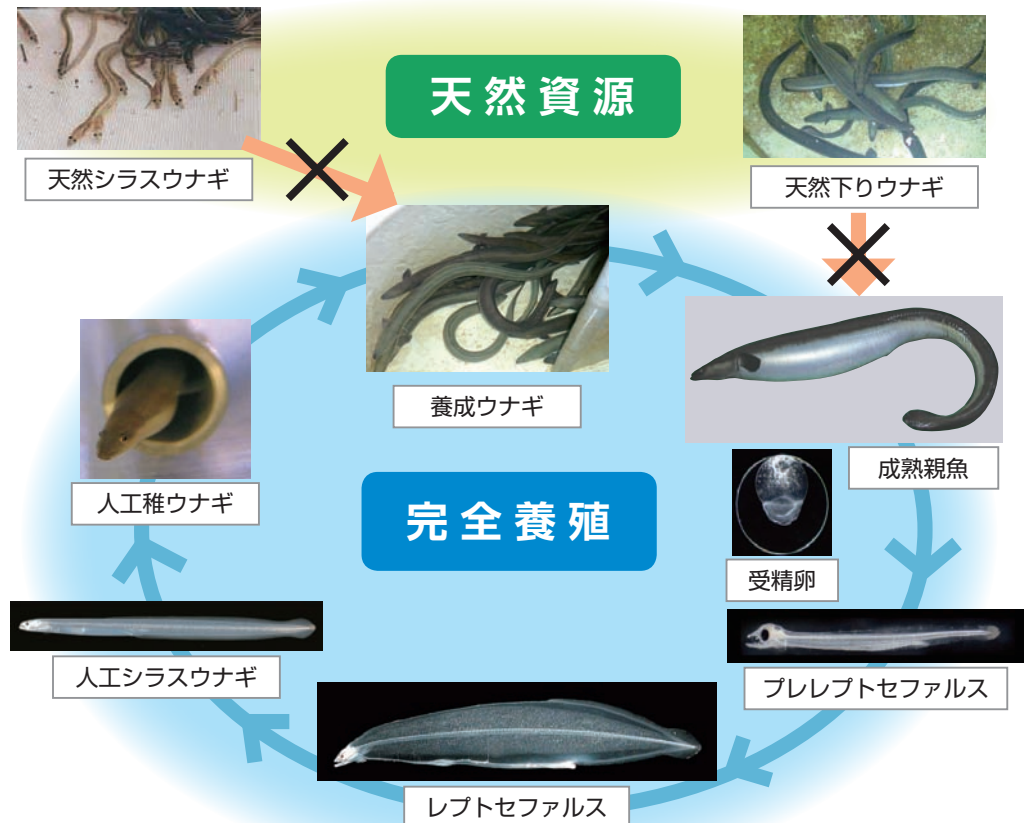 天然資源
天然シラスウナギ
天然下りウナギ
養成ウナギ
成熟親魚
人工稚ウナギ
完全養殖
受精卵
人工シラスウナギ
プレレプトセファルス
レプトセファルス